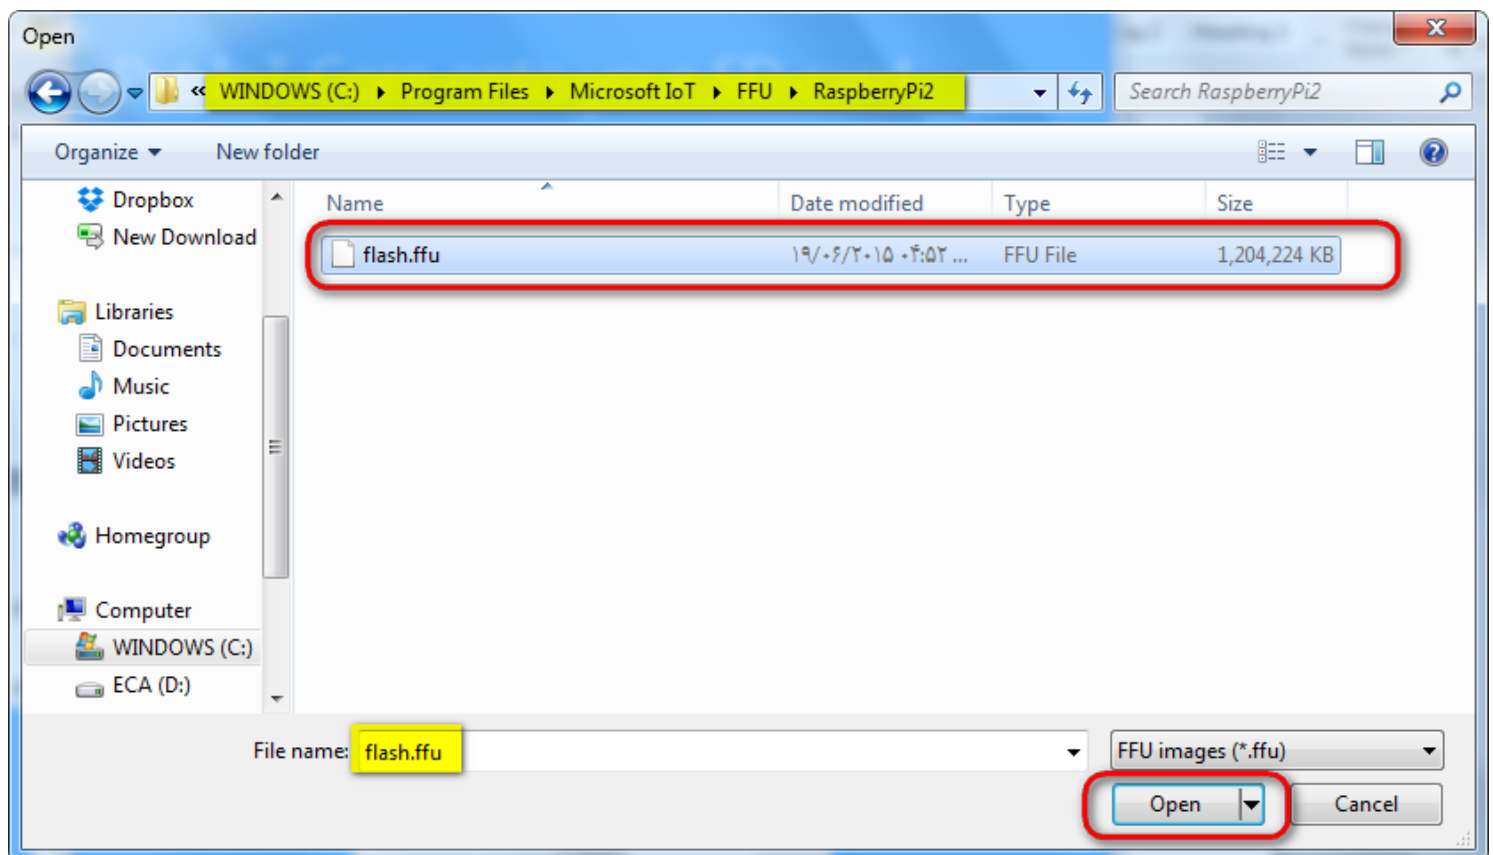 Open
« WINDOWS (C:) ▸ Program Files ▸ Microsoft IoT ▸ FFU ▸ RaspberryPi2
Search RaspberryPi2
Organize New folder
Dropbox
New Download
Libraries
Documents
Music
Pictures
Videos
Homegroup
Computer
WINDOWS (C:)
ECA (D:)
Name Date modified Type Size
flash.ffu ۱۹/۰۶/۲۰۱۵ ۰۴:۵۲ ... FFU File 1,204,224 KB
File name: flash.ffu FFU images (*.ffu)
Open Cancel